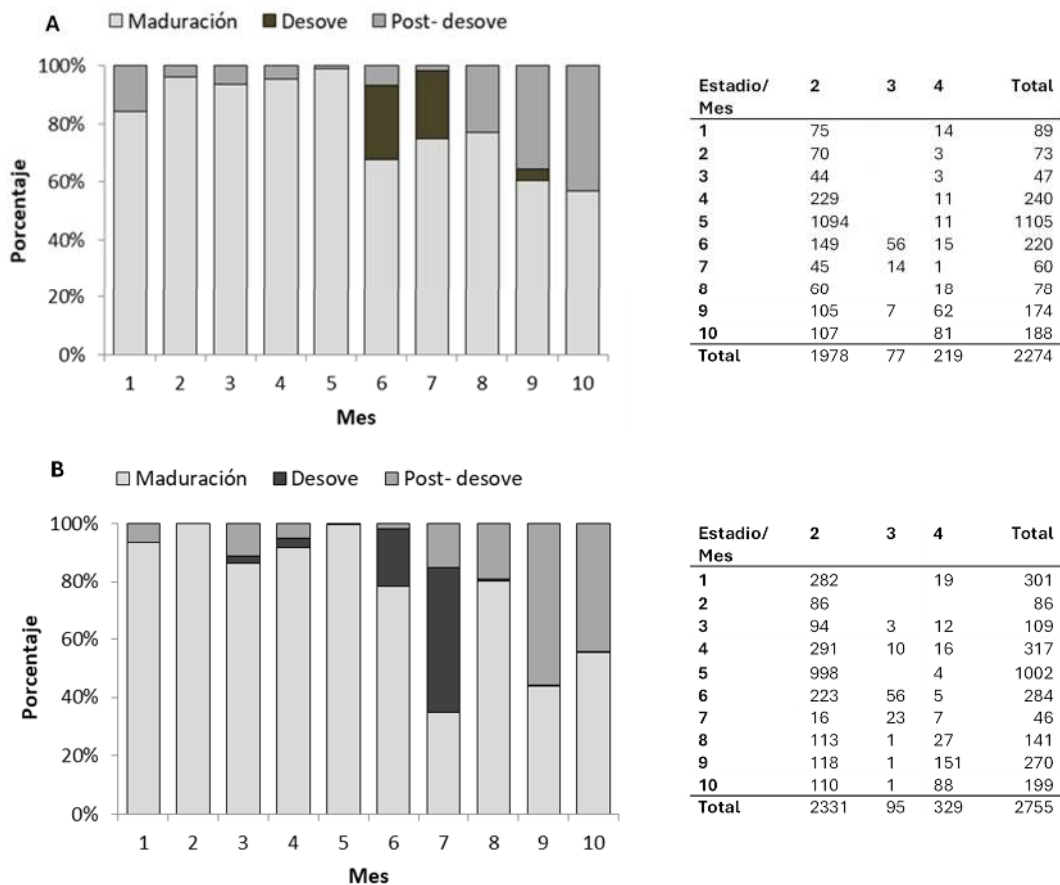 A
Maduración Desove Post- desove
100%
80%
60%
40%
20%
0%
Porcentaje
1 2 3 4 5 6 7 8 9 10
Mes
Estadio/ 2 3 4 Total
Mes
1 75 14 89
2 70 3 73
3 44 3 47
4 229 11 240
5 1094 11 1105
6 149 56 15 220
7 45 14 1 60
8 60 18 78
9 105 7 62 174
10 107 81 188
Total 1978 77 219 2274
B
Maduración Desove Post- desove
100%
80%
60%
40%
20%
0%
Porcentaje
1 2 3 4 5 6 7 8 9 10
Mes
Estadio/ 2 3 4 Total
Mes
1 282 19 301
2 86 86
3 94 3 12 109
4 291 10 16 317
5 998 4 1002
6 223 56 5 284
7 16 23 7 46
8 113 1 27 141
9 118 1 151 270
10 110 1 88 199
Total 2331 95 329 2755